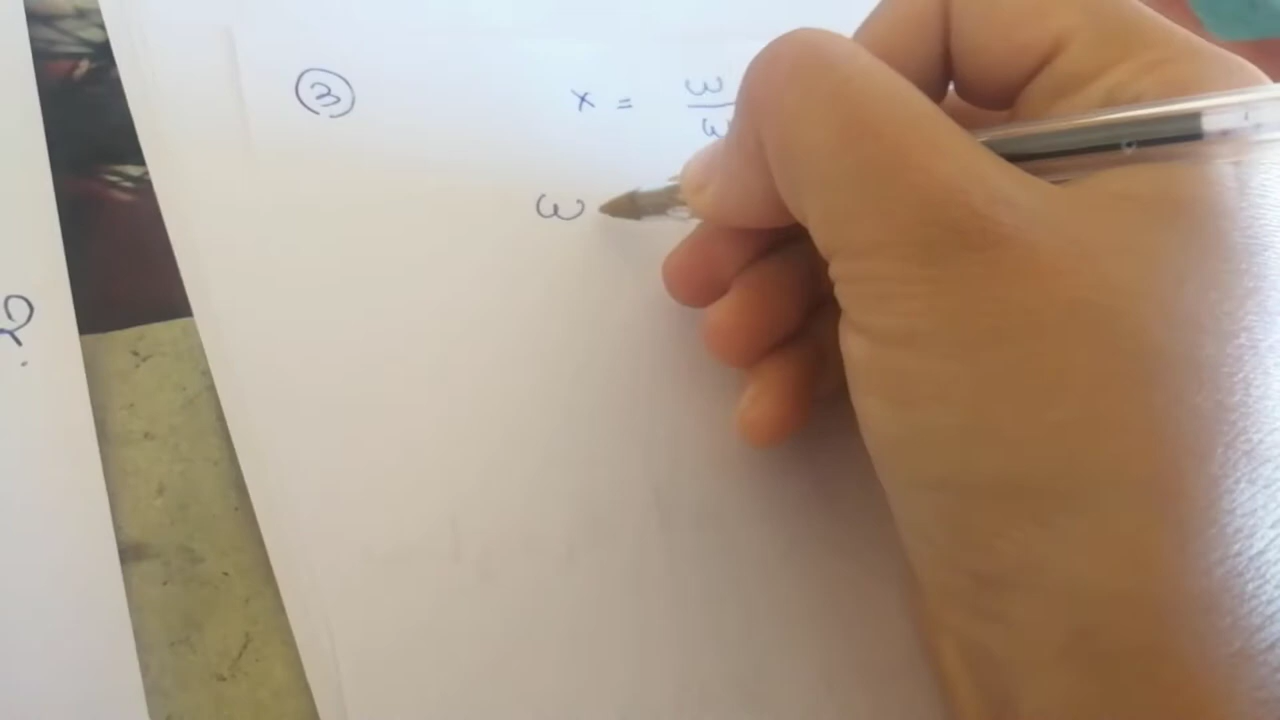 ③ x = ω
ω
ω
?